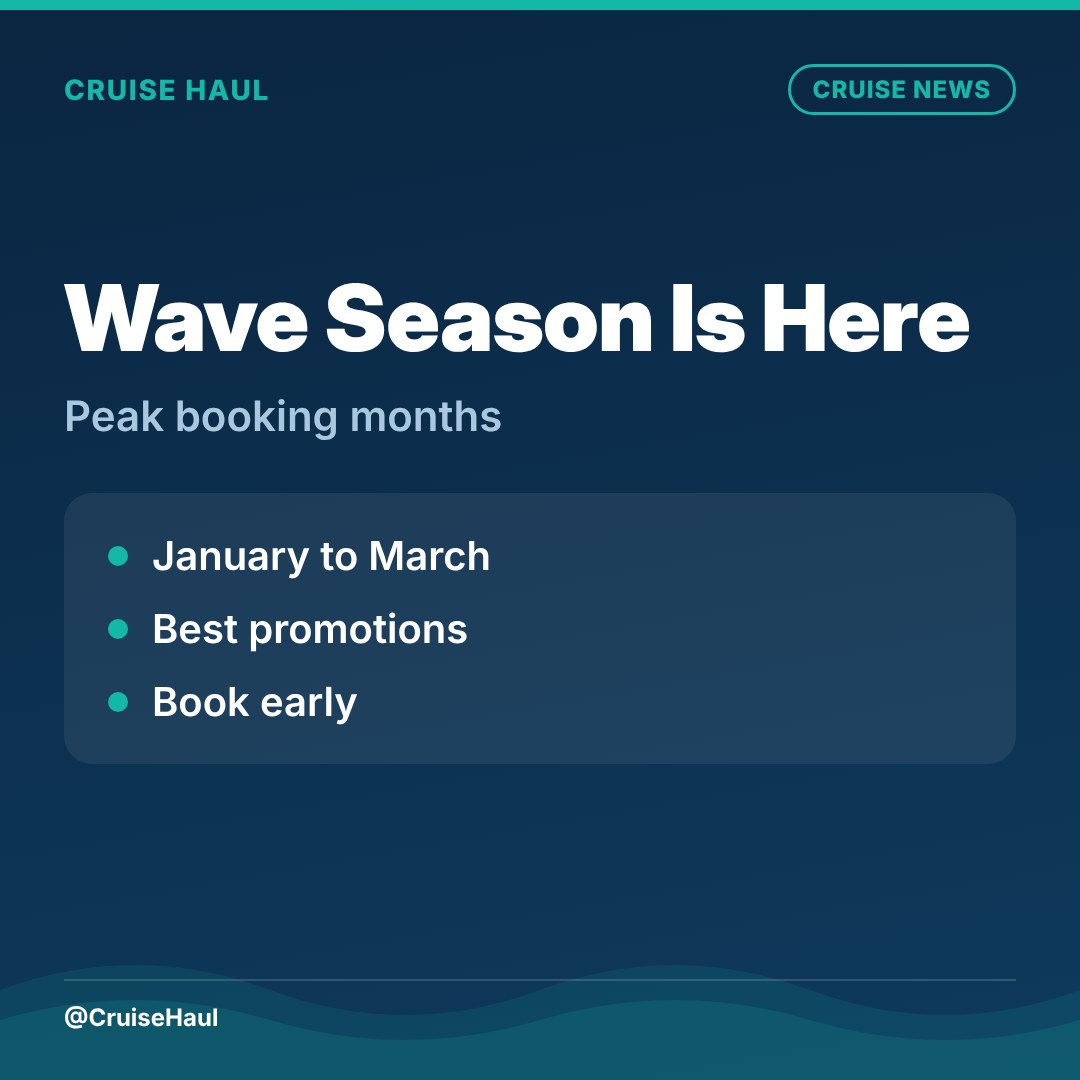 CRUISE HAUL
CRUISE NEWS
Wave Season Is Here
Peak booking months
January to March
Best promotions
Book early
@CruiseHaul